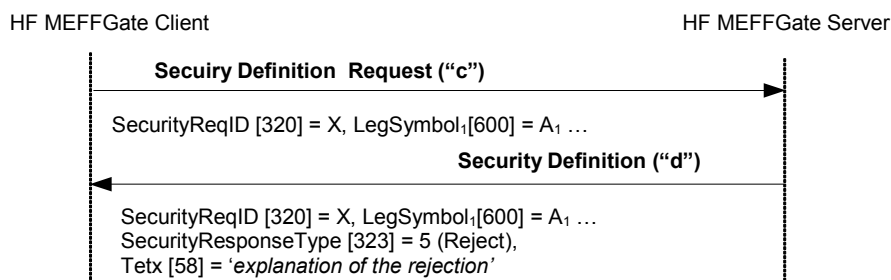 HF MEFFGate Client
HF MEFFGate Server
Secuiry Definition Request (“c”)
SecurityReqID [320] = X, LegSymbol₁[600] = A₁ …
Security Definition (“d”)
SecurityReqID [320] = X, LegSymbol₁[600] = A₁ …
SecurityResponseType [323] = 5 (Reject),
Tetx [58] = ‘explanation of the rejection’